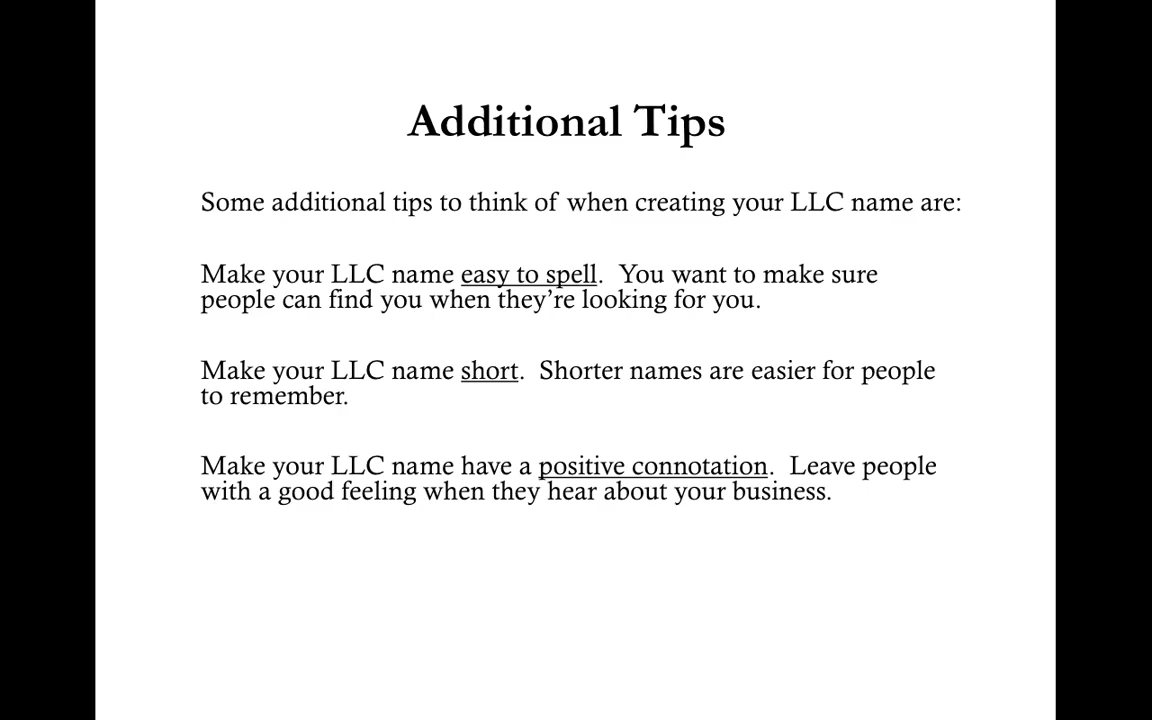 Additional Tips
Some additional tips to think of when creating your LLC name are:
Make your LLC name easy to spell.  You want to make sure
people can find you when they’re looking for you.
Make your LLC name short.  Shorter names are easier for people
to remember.
Make your LLC name have a positive connotation.  Leave people
with a good feeling when they hear about your business.